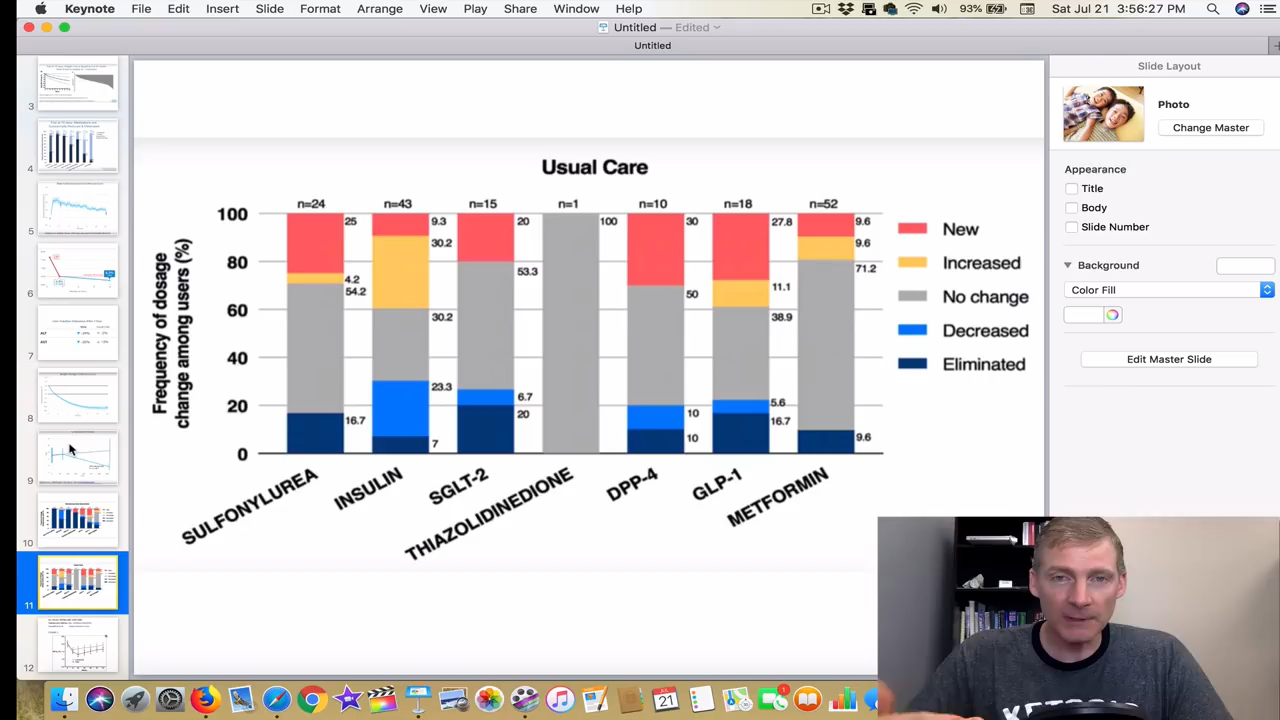 Keynote File Edit Insert Slide Format Arrange View Play Share Window Help 93% Sat Jul 21 3:56:27 PM
Untitled — Edited
Untitled
Slide Layout
Photo
Change Master
Appearance
Title
Body
Slide Number
Background
Color Fill
Edit Master Slide
3
4
5
6
7
8
9
10
11
12
Usual Care
n=24 n=43 n=15 n=1 n=10 n=18 n=52
Frequency of dosage
change among users (%)
100
80
60
40
20
0
25
4.2
54.2
16.7
9.3
30.2
30.2
23.3
7
20
53.3
6.7
20
100
30
50
10
10
27.8
11.1
38.9
5.6
16.7
9.6
9.6
71.2
9.6
SULFONYLUREA
INSULIN
SGLT-2
THIAZOLIDINEDIONE
DPP-4
GLP-1
METFORMIN
New
Increased
No change
Decreased
Eliminated
JUL
21
1